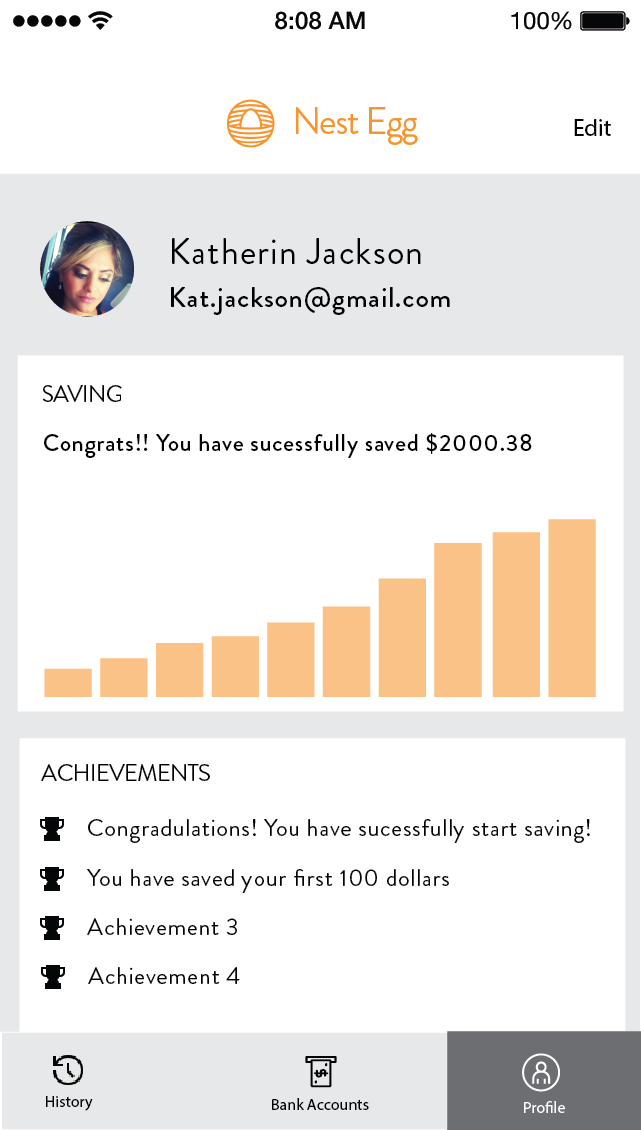 8:08 AM 100%
Nest Egg
Edit
Katherin Jackson
Kat.jackson@gmail.com
SAVING
Congrats!! You have sucessfully saved $2000.38
ACHIEVEMENTS
Congradulations! You have sucessfully start saving!
You have saved your first 100 dollars
Achievement 3
Achievement 4
History
Bank Accounts
Profile